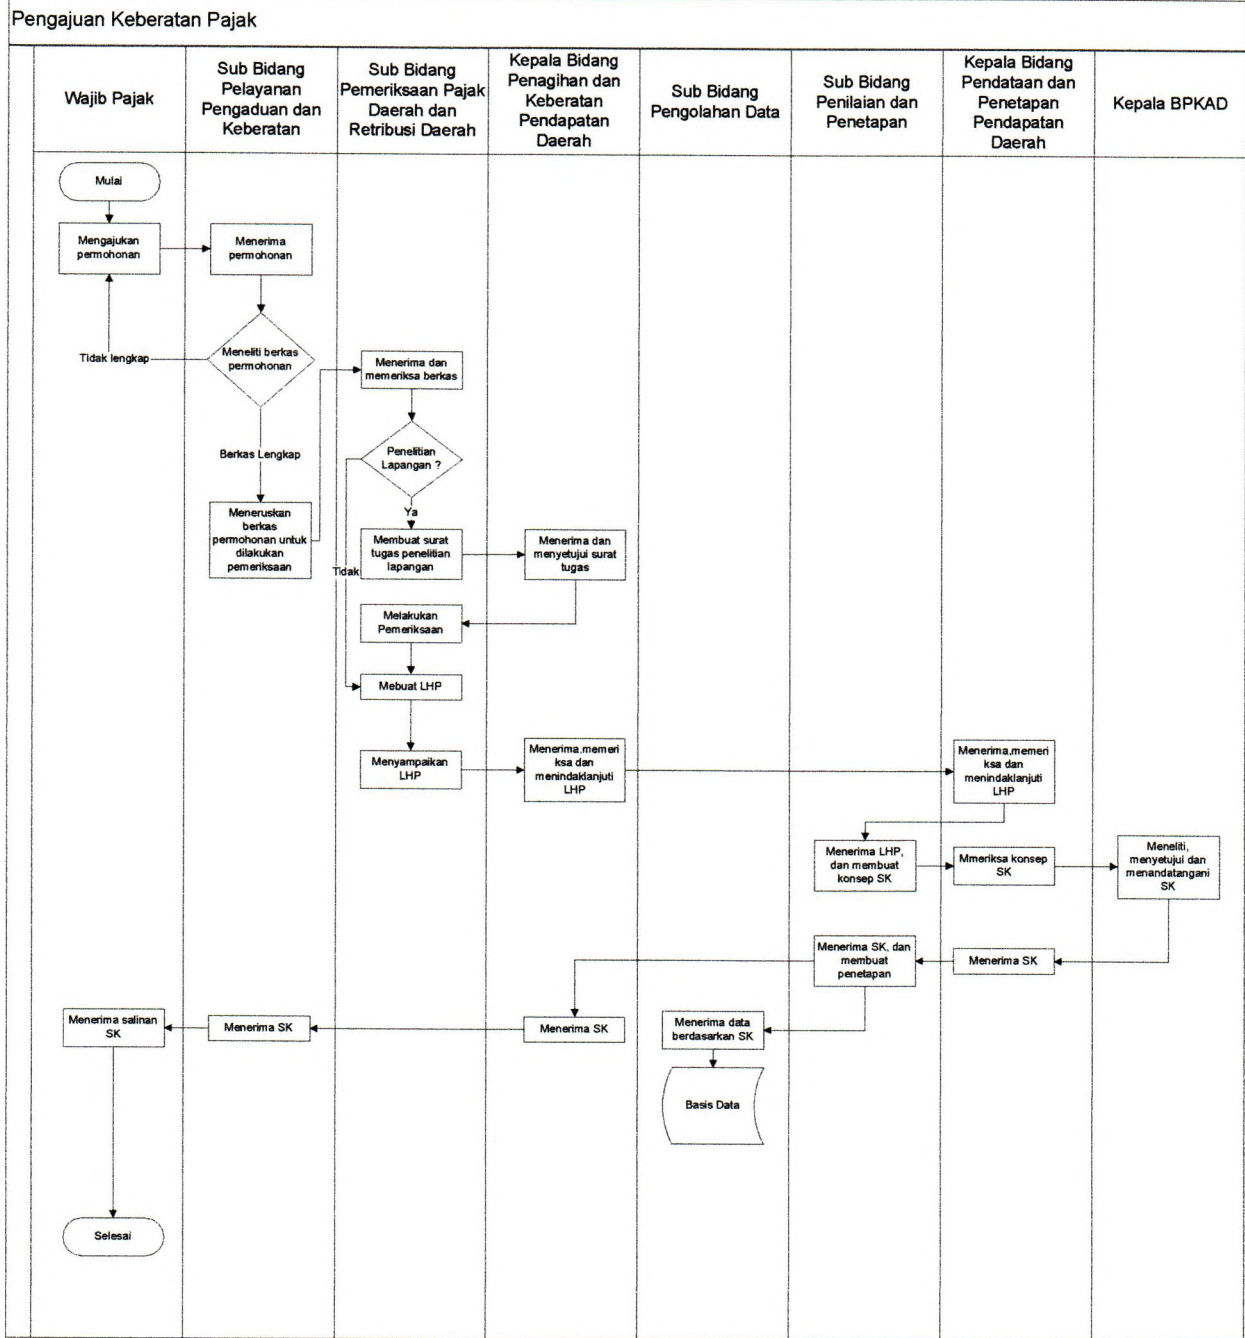 Pengajuan Keberatan Pajak
Wajib Pajak
Sub Bidang
Pelayanan
Pengaduan dan
Keberatan
Sub Bidang
Pemeriksaan Pajak
Daerah dan
Retribusi Daerah
Kepala Bidang
Penagihan dan
Keberatan
Pendapatan
Daerah
Sub Bidang
Pengolahan Data
Sub Bidang
Penilaian dan
Penetapan
Kepala Bidang
Pendataan dan
Penetapan
Pendapatan
Daerah
Kepala BPKAD
Mulai
Mengajukan
permohonan
Menerima
permohonan
Meneliti berkas
permohonan
Tidak lengkap
Menerima dan
memeriksa berkas
Berkas Lengkap
Penelitian
Lapangan ?
Ya
Meneruskan
berkas
permohonan untuk
dilakukan
pemeriksaan
Membuat surat
tugas penelitian
lapangan
Menerima dan
menyetujui surat
tugas
Tidak
Melakukan
Pemeriksaan
Mebuat LHP
Menyampaikan
LHP
Menerima,memeri
ksa dan
menindaklanjuti
LHP
Menerima,memeri
ksa dan
menindaklanjuti
LHP
Menerima LHP,
dan membuat
konsep SK
Mmeriksa konsep
SK
Meneliti,
menyetujui dan
menandatangani
SK
Menerima SK, dan
membuat
penetapan
Menerima SK
Menerima salinan
SK
Menerima SK
Menerima SK
Menerima data
berdasarkan SK
Basis Data
Selesai